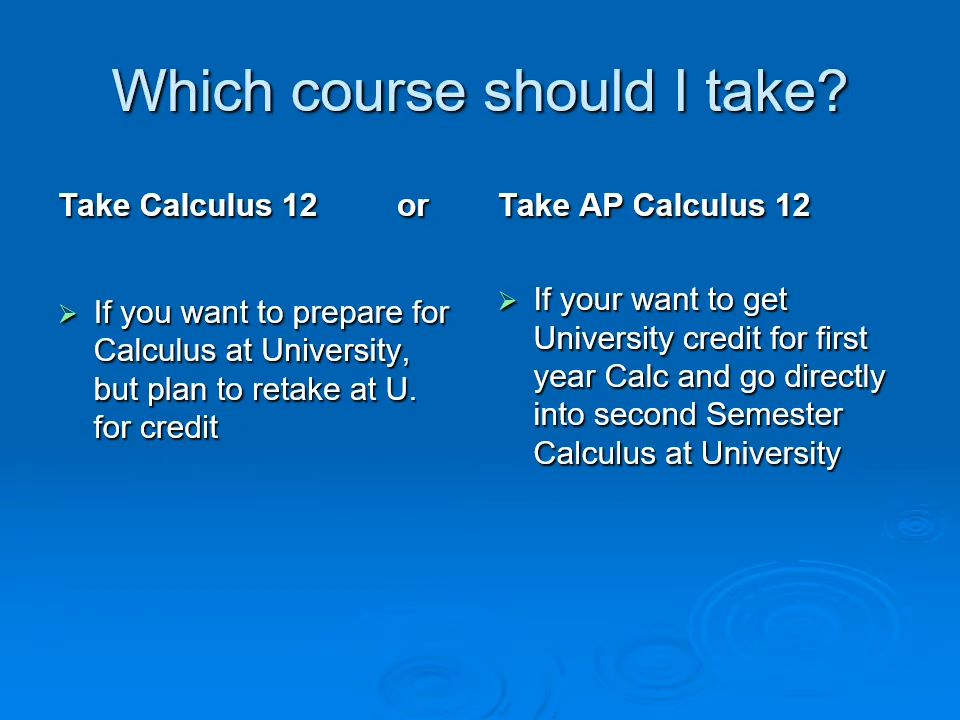 Which course should I take?
Take Calculus 12 or
If you want to prepare for
Calculus at University,
but plan to retake at U.
for credit
Take AP Calculus 12
If your want to get
University credit for first
year Calc and go directly
into second Semester
Calculus at University